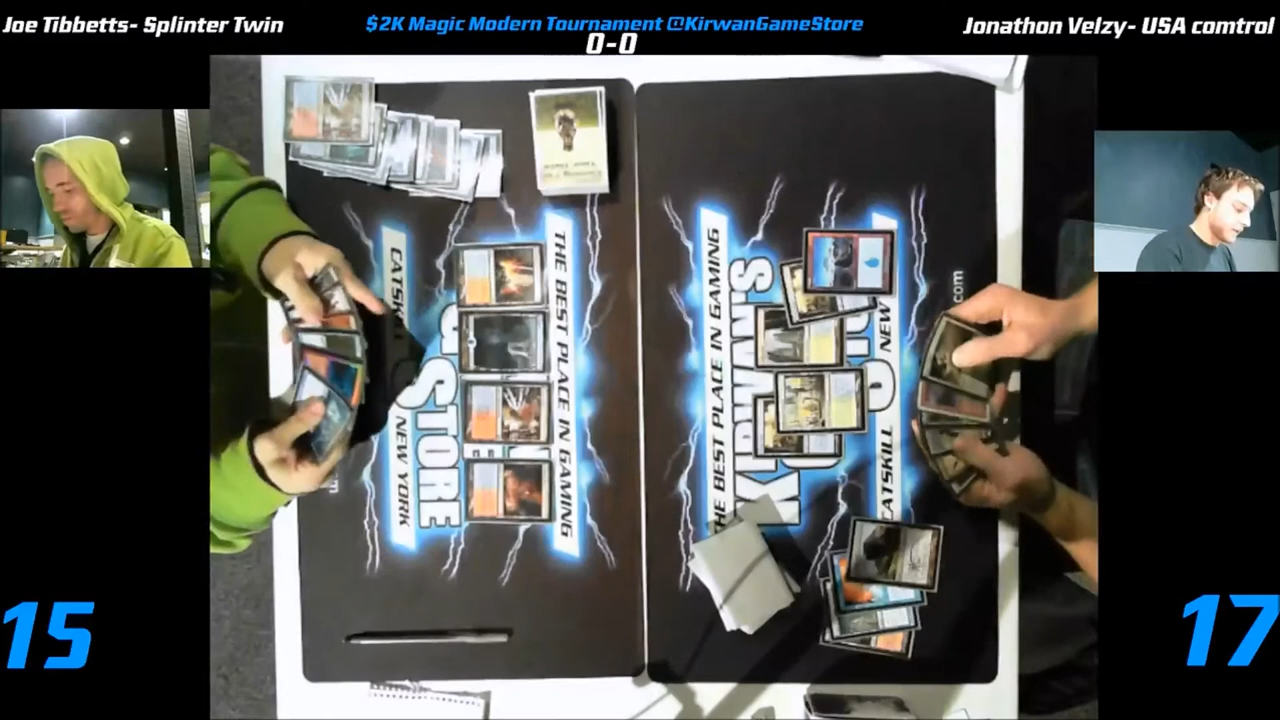 Joe Tibbetts- Splinter Twin
$2K Magic Modern Tournament @KirwanGameStore
0-0
Jonathon Velzy- USA comtrol
THE BEST PLACE IN GAMING
STORE
NEW YORK
THE BEST PLACE IN GAMING
KIRWAN'S
CATSKILL
NEW
com
15
17